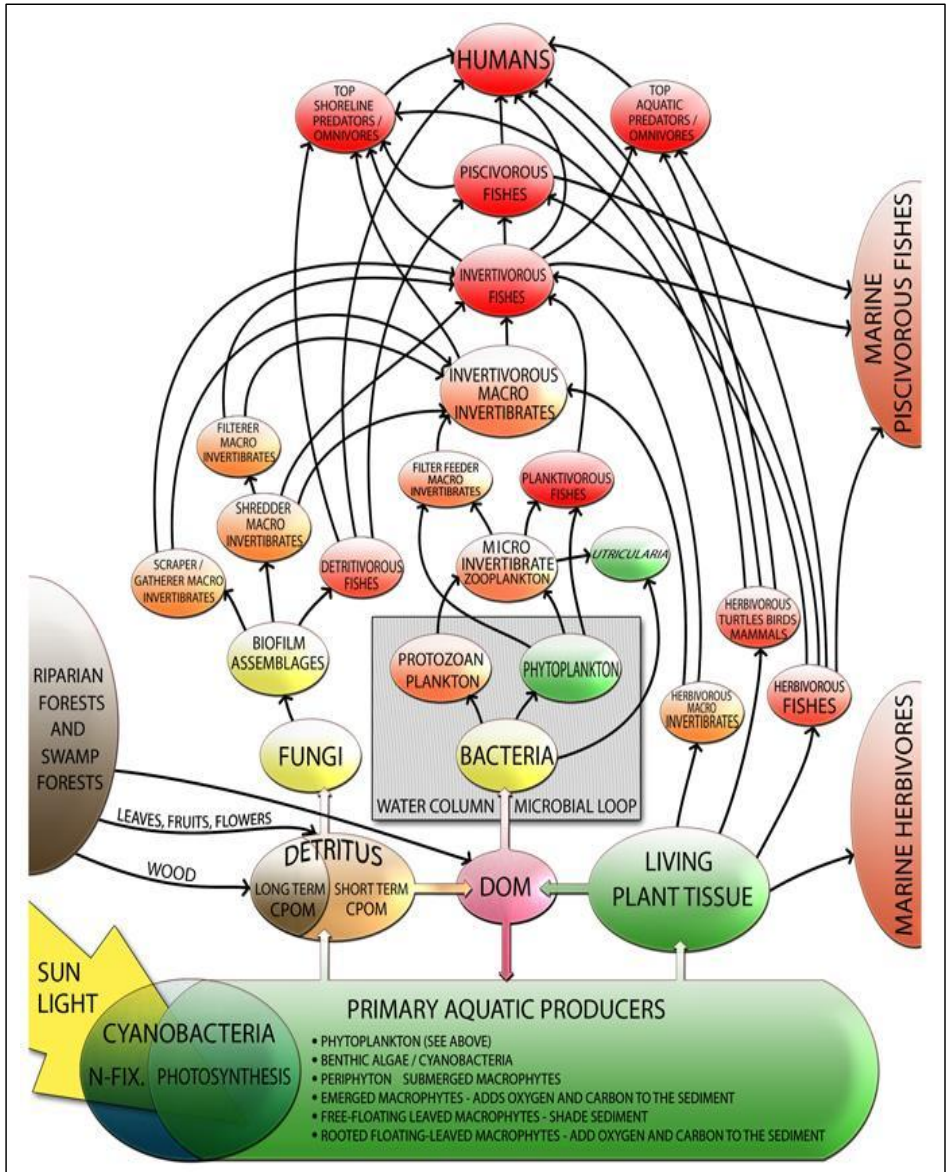 HUMANS
TOP
SHORELINE
PREDATORS /
OMNIVORES
TOP
AQUATIC
PREDATORS /
OMNIVORES
PISCIVOROUS
FISHES
INVERTIVOROUS
FISHES
MARINE
PISCIVOROUS FISHES
INVERTIVOROUS
MACRO
INVERTIBRATES
FILTERER
MACRO
INVERTIBRATES
FILTER FEEDER
MACRO
INVERTIBRATES
PLANKTIVOROUS
FISHES
SHREDDER
MACRO
INVERTIBRATES
MICRO
INVERTIBRATE
ZOOPLANKTON
UTRICULARIA
SCRAPER /
GATHERER MACRO
INVERTIBRATES
DETRITIVOROUS
FISHES
HERBIVOROUS
TURTLES BIRDS
MAMMALS
BIOFILM
ASSEMBLAGES
PROTOZOAN
PLANKTON
PHYTOPLANKTON
HERBIVOROUS
MACRO
INVERTIBRATES
HERBIVOROUS
FISHES
RIPARIAN
FORESTS
AND
SWAMP
FORESTS
FUNGI
BACTERIA
WATER COLUMN
MICROBIAL LOOP
MARINE HERBIVORES
LEAVES, FRUITS, FLOWERS
WOOD
DETRITUS
LONG TERM
CPOM
SHORT TERM
CPOM
DOM
LIVING
PLANT TISSUE
SUN
LIGHT
CYANOBACTERIA
N-FIX.
PHOTOSYNTHESIS
PRIMARY AQUATIC PRODUCERS
• PHYTOPLANKTON (SEE ABOVE)
• BENTHIC ALGAE / CYANOBACTERIA
• PERIPHYTON SUBMERGED MACROPHYTES
• EMERGED MACROPHYTES - ADDS OXYGEN AND CARBON TO THE SEDIMENT
• FREE-FLOATING LEAVED MACROPHYTES - SHADE SEDIMENT
• ROOTED FLOATING-LEAVED MACROPHYTES - ADD OXYGEN AND CARBON TO THE SEDIMENT